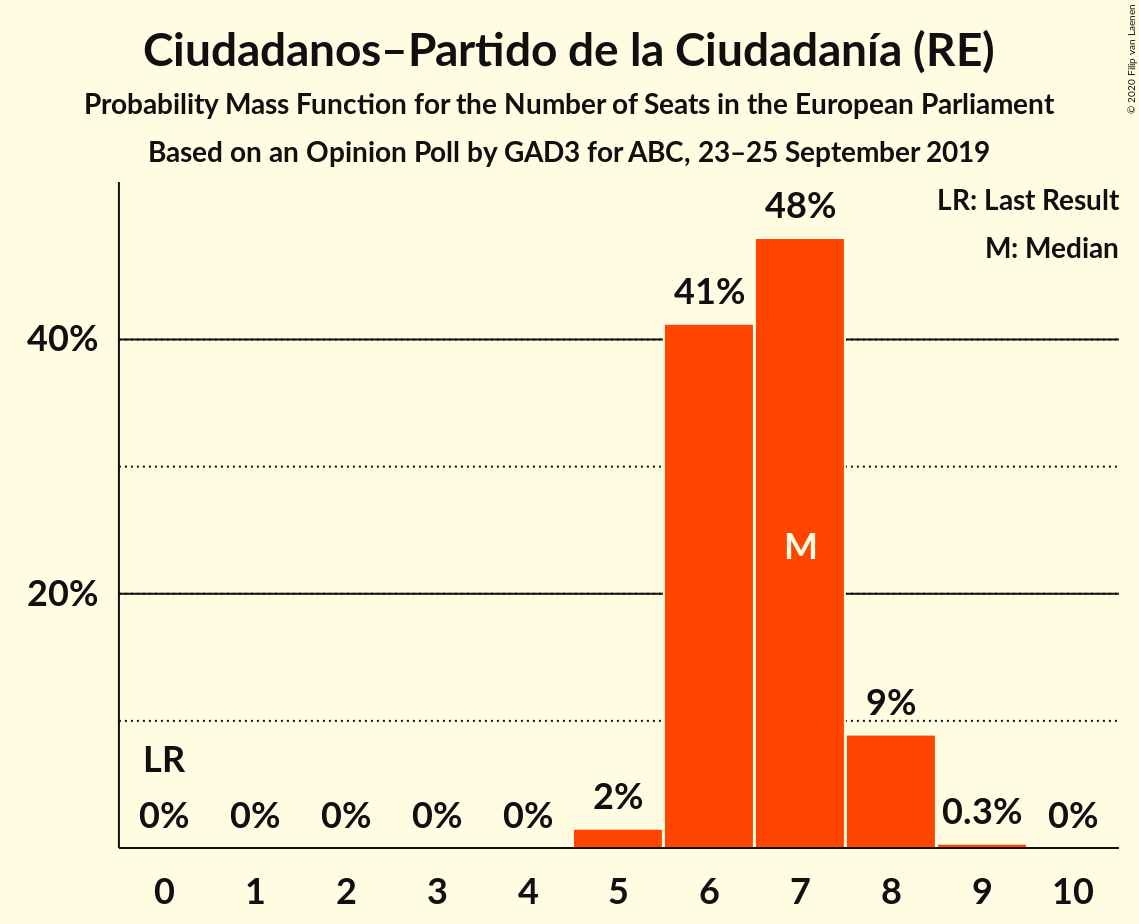 Ciudadanos–Partido de la Ciudadanía (RE)
Probability Mass Function for the Number of Seats in the European Parliament
Based on an Opinion Poll by GAD3 for ABC, 23–25 September 2019
© 2020 Filip van Laenen
LR: Last Result
M: Median
48%
41%
40%
M
20%
9%
LR
2%
0% 0% 0% 0% 0% 0.3% 0%
0 1 2 3 4 5 6 7 8 9 10